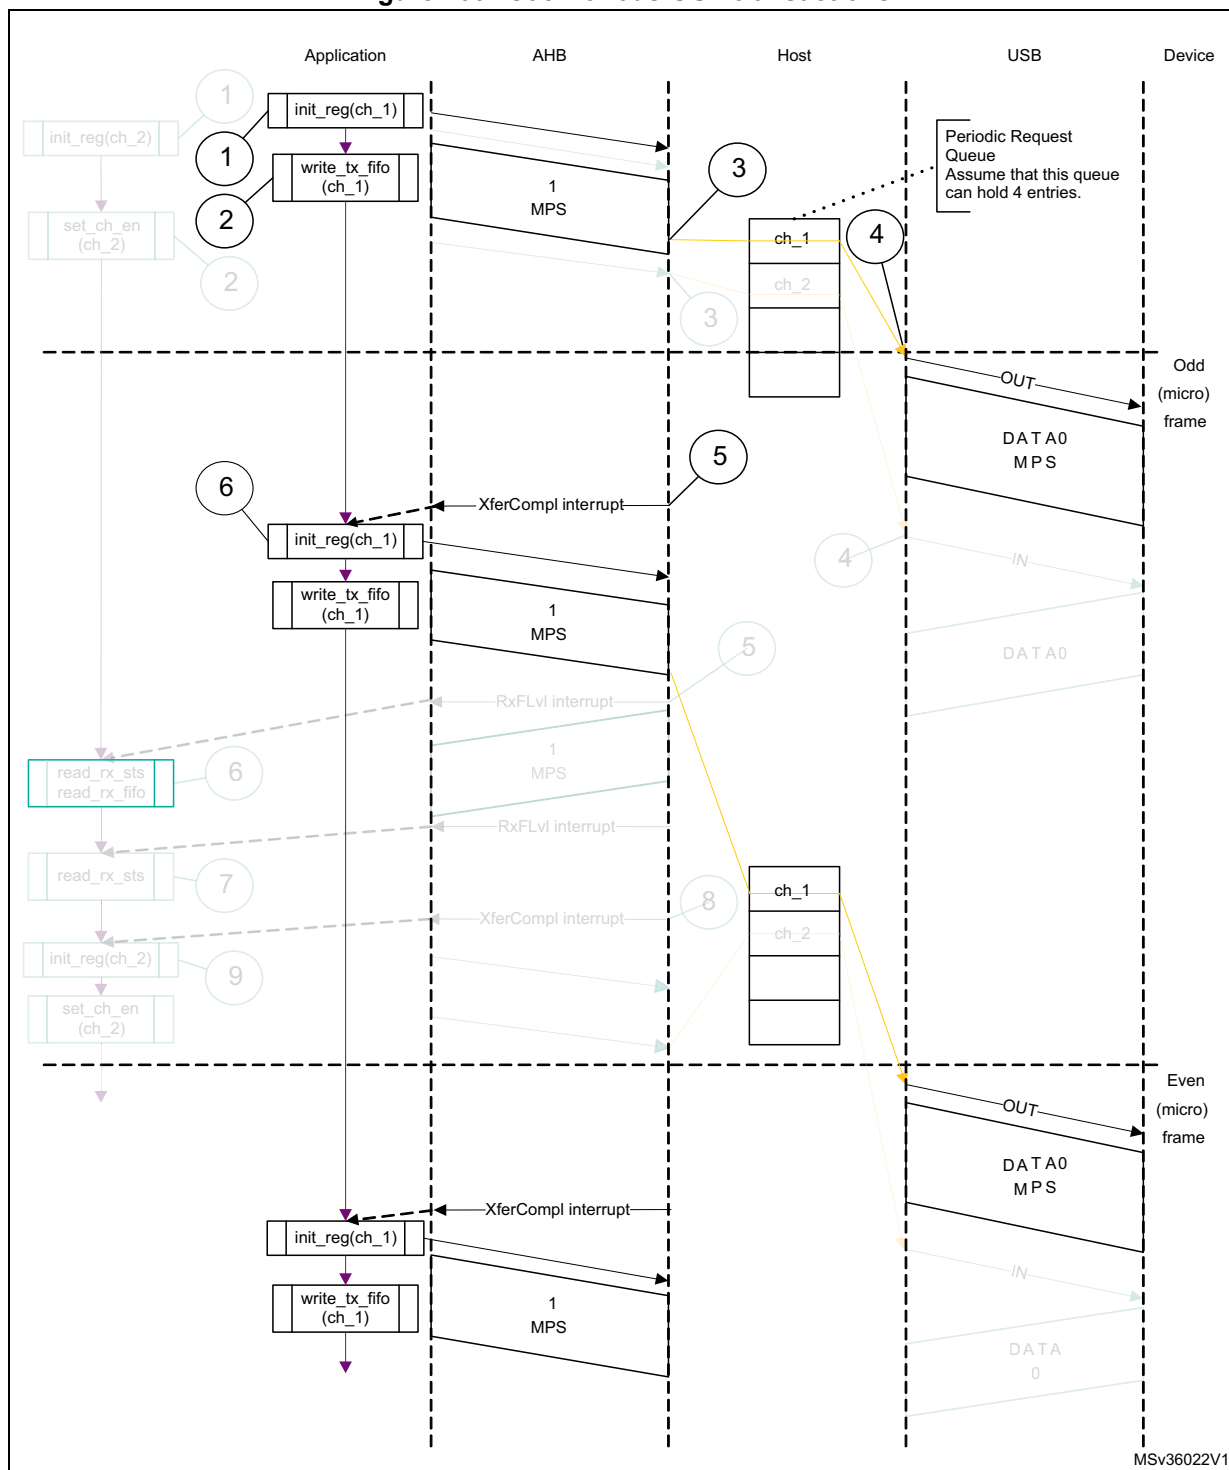 Application AHB Host USB Device
1
init_reg(ch_1)
init_reg(ch_2)
1
Periodic Request
Queue
Assume that this queue
can hold 4 entries.
write_tx_fifo
(ch_1)
1
MPS
3
2
set_ch_en
(ch_2)
ch_1
4
2
ch_2
3
Odd
(micro)
frame
OUT
DATA0
MPS
5
6
XferCompl interrupt
init_reg(ch_1)
4
IN
write_tx_fifo
(ch_1)
1
MPS
5
DATA0
RxFLvl interrupt
read_rx_sts
read_rx_fifo
6
1
MPS
RxFLvl interrupt
read_rx_sts
7
ch_1
8
XferCompl interrupt
ch_2
init_reg(ch_2)
9
set_ch_en
(ch_2)
Even
(micro)
frame
OUT
DATA0
MPS
XferCompl interrupt
init_reg(ch_1)
IN
write_tx_fifo
(ch_1)
1
MPS
DATA
0
MSv36022V1